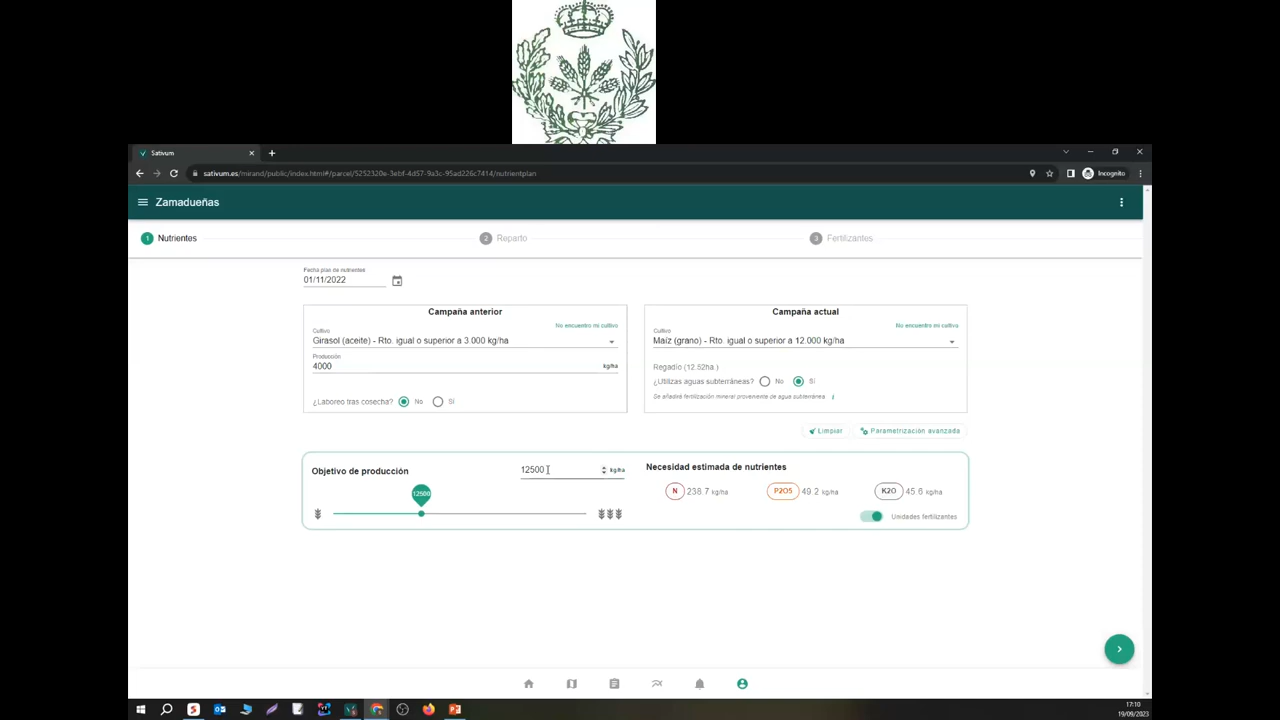 Sativum
sativum.es/mirand/public/index.html#/parcel/5252320e-3ebf-4d57-9a3c-95ad226c7414/nutrientplan
Incognito
Zamadueñas
1 Nutrientes
2 Reparto
3 Fertilizantes
Fecha plan de nutrientes
01/11/2022
Campaña anterior
No encuentro mi cultivo
Cultivo
Girasol (aceite) - Rto. igual o superior a 3.000 kg/ha
Producción
4000 kg/ha
¿Laboreo tras cosecha? No Sí
Campaña actual
No encuentro mi cultivo
Cultivo
Maíz (grano) - Rto. igual o superior a 12.000 kg/ha
Regadío (12.52ha.)
¿Utilizas aguas subterráneas? No Sí
Se añadirá fertilización mineral proveniente de agua subterránea i
Limpiar Parametrización avanzada
Objetivo de producción
12500 kg/ha
12500
Necesidad estimada de nutrientes
N 238.7 kg/ha P2O5 49.2 kg/ha K2O 45.6 kg/ha
Unidades fertilizantes
17:10
19/09/2023